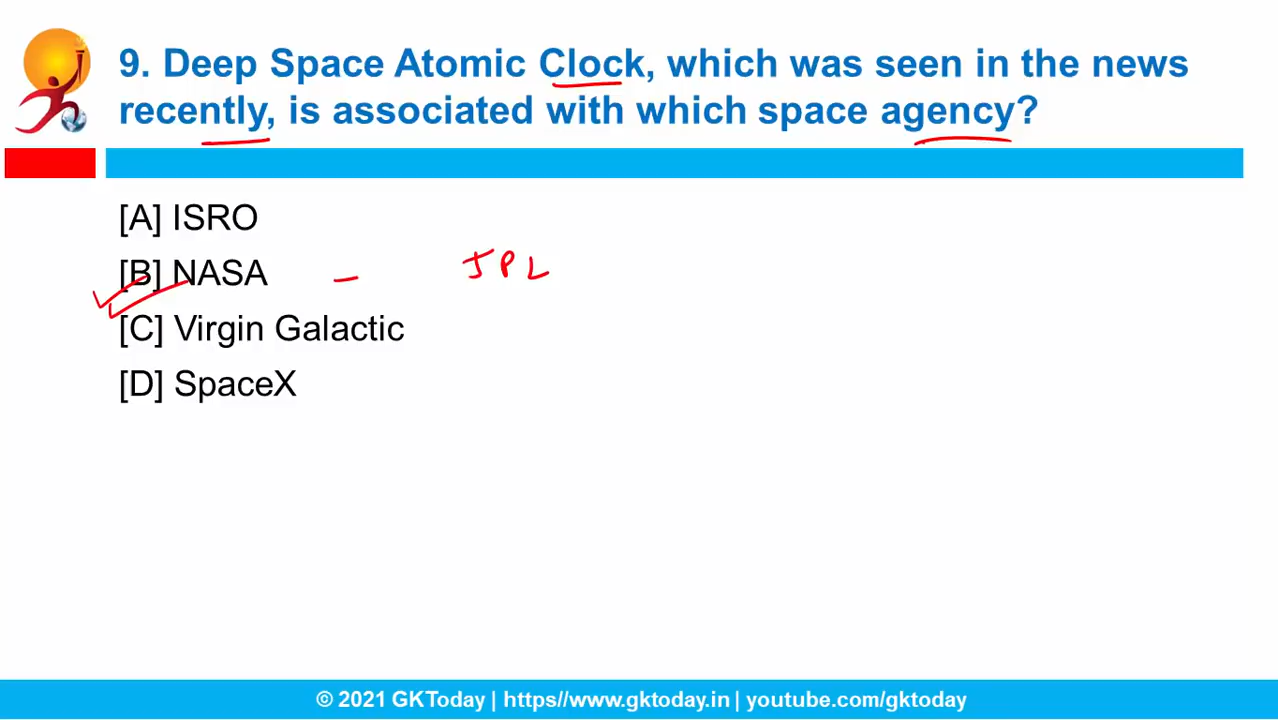 9. Deep Space Atomic Clock, which was seen in the news
recently, is associated with which space agency?
[A] ISRO
[B] NASA - JPL
[C] Virgin Galactic
[D] SpaceX
© 2021 GKToday | https//www.gktoday.in | youtube.com/gktoday